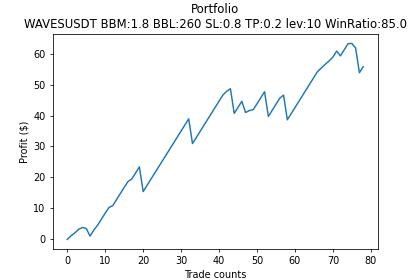 Portfolio
WAVESUSDT BBM:1.8 BBL:260 SL:0.8 TP:0.2 lev:10 WinRatio:85.0
60
50
40
30
20
10
0
Profit ($)
0 10 20 30 40 50 60 70 80
Trade counts